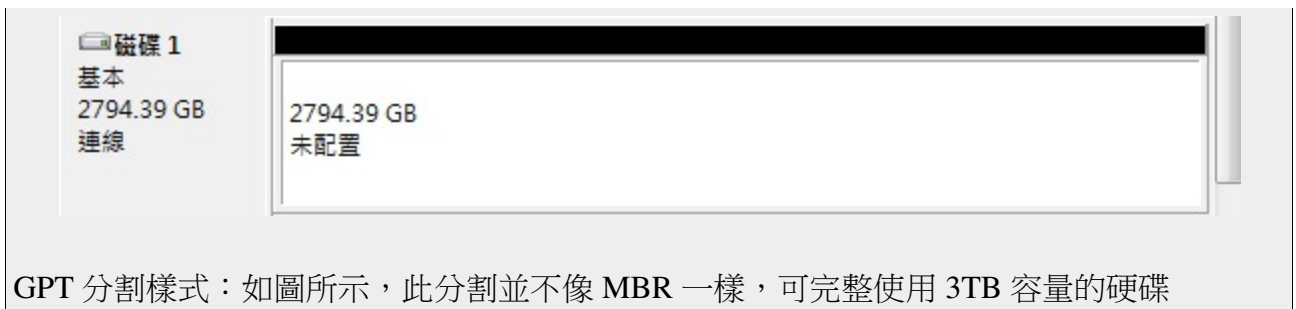 磁碟 1
基本
2794.39 GB
連線
2794.39 GB
未配置
GPT 分割樣式：如圖所示，此分割並不像 MBR 一樣，可完整使用 3TB 容量的硬碟